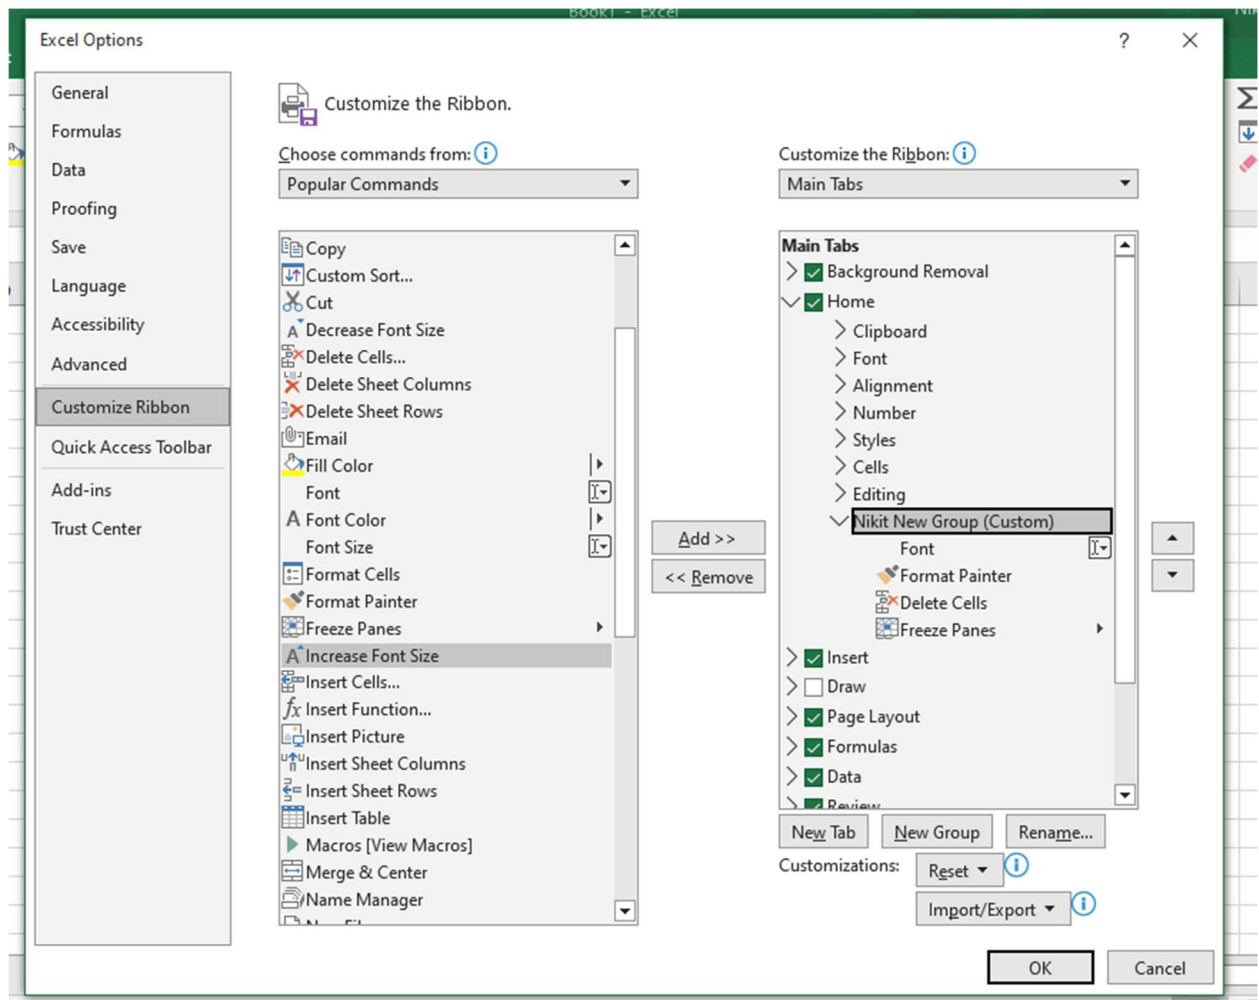 Book1 - Excel
Excel Options
?
General
Formulas
Data
Proofing
Save
Language
Accessibility
Advanced
Customize Ribbon
Quick Access Toolbar
Add-ins
Trust Center
Customize the Ribbon.
Choose commands from:
Popular Commands
Copy
Custom Sort...
Cut
Decrease Font Size
Delete Cells...
Delete Sheet Columns
Delete Sheet Rows
Email
Fill Color
Font
Font Color
Font Size
Format Cells
Format Painter
Freeze Panes
Increase Font Size
Insert Cells...
Insert Function...
Insert Picture
Insert Sheet Columns
Insert Sheet Rows
Insert Table
Macros [View Macros]
Merge & Center
Name Manager
Add >>
<< Remove
Customize the Ribbon:
Main Tabs
Main Tabs
Background Removal
Home
Clipboard
Font
Alignment
Number
Styles
Cells
Editing
Nikit New Group (Custom)
Font
Format Painter
Delete Cells
Freeze Panes
Insert
Draw
Page Layout
Formulas
Data
Review
New Tab
New Group
Rename...
Customizations:
Reset
Import/Export
OK
Cancel